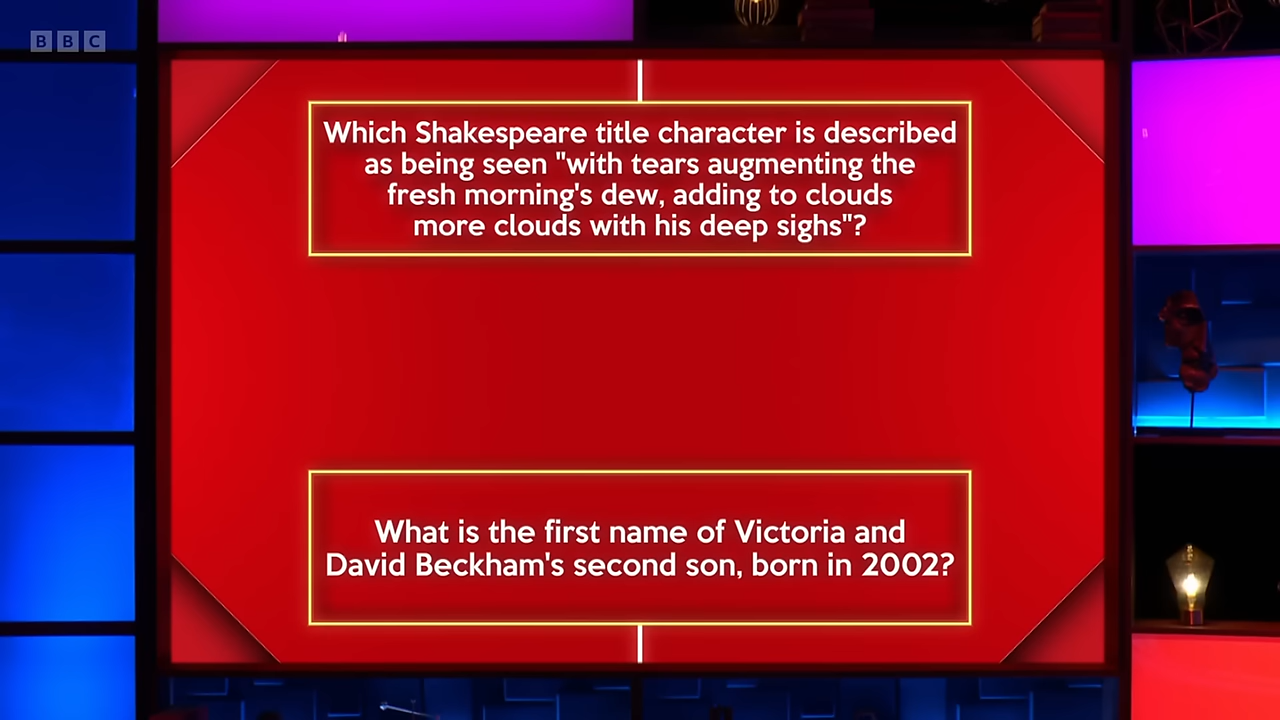 BBC
Which Shakespeare title character is described
as being seen "with tears augmenting the
fresh morning's dew, adding to clouds
more clouds with his deep sighs"?
What is the first name of Victoria and
David Beckham's second son, born in 2002?